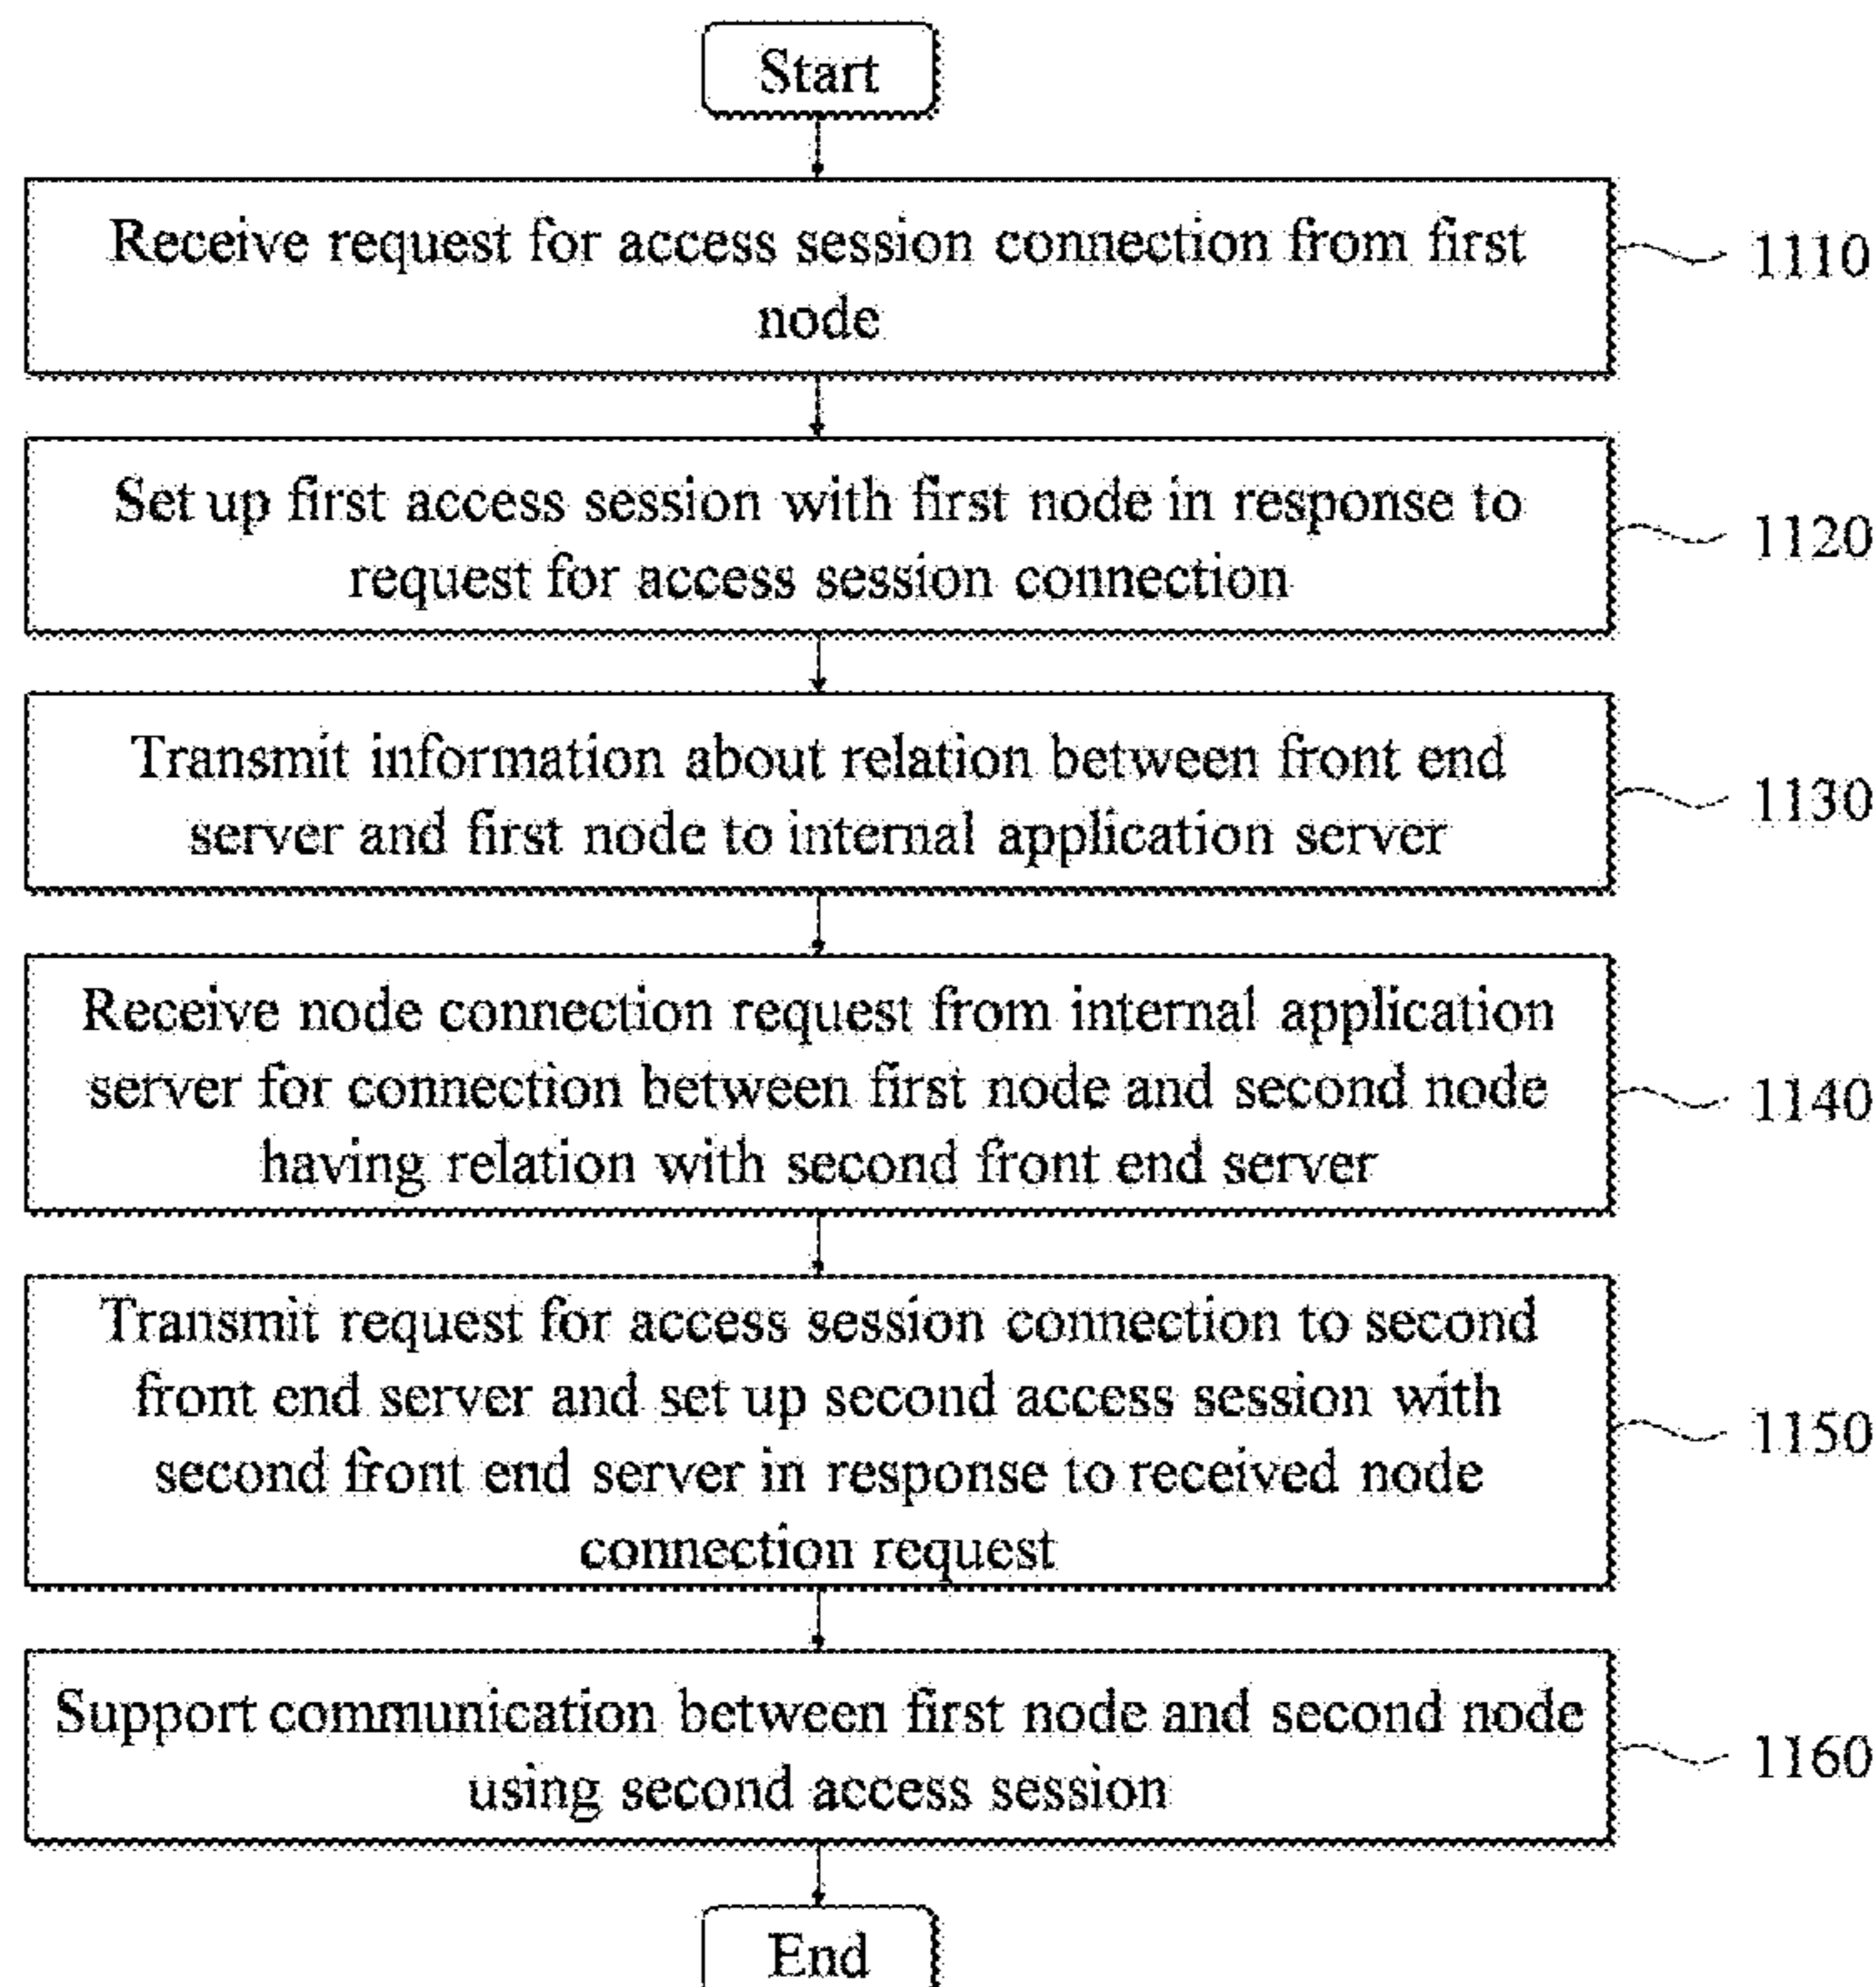 Start
Receive request for access session connection from first
node
1110
Set up first access session with first node in response to
request for access session connection
1120
Transmit information about relation between front end
server and first node to internal application server
1130
Receive node connection request from internal application
server for connection between first node and second node
having relation with second front end server
1140
Transmit request for access session connection to second
front end server and set up second access session with
second front end server in response to received node
connection request
1150
Support communication between first node and second node
using second access session
1160
End